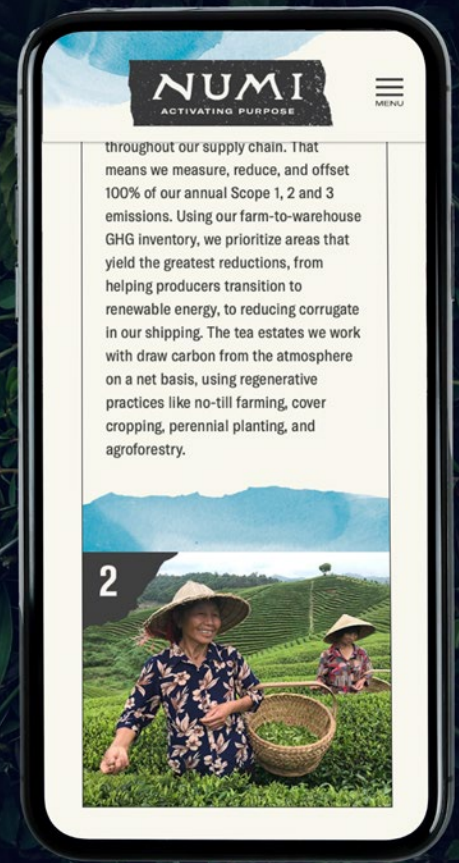 NUMI
ACTIVATING PURPOSE
MENU
throughout our supply chain. That
means we measure, reduce, and offset
100% of our annual Scope 1, 2 and 3
emissions. Using our farm-to-warehouse
GHG inventory, we prioritize areas that
yield the greatest reductions, from
helping producers transition to
renewable energy, to reducing corrugate
in our shipping. The tea estates we work
with draw carbon from the atmosphere
on a net basis, using regenerative
practices like no-till farming, cover
cropping, perennial planting, and
agroforestry.
2